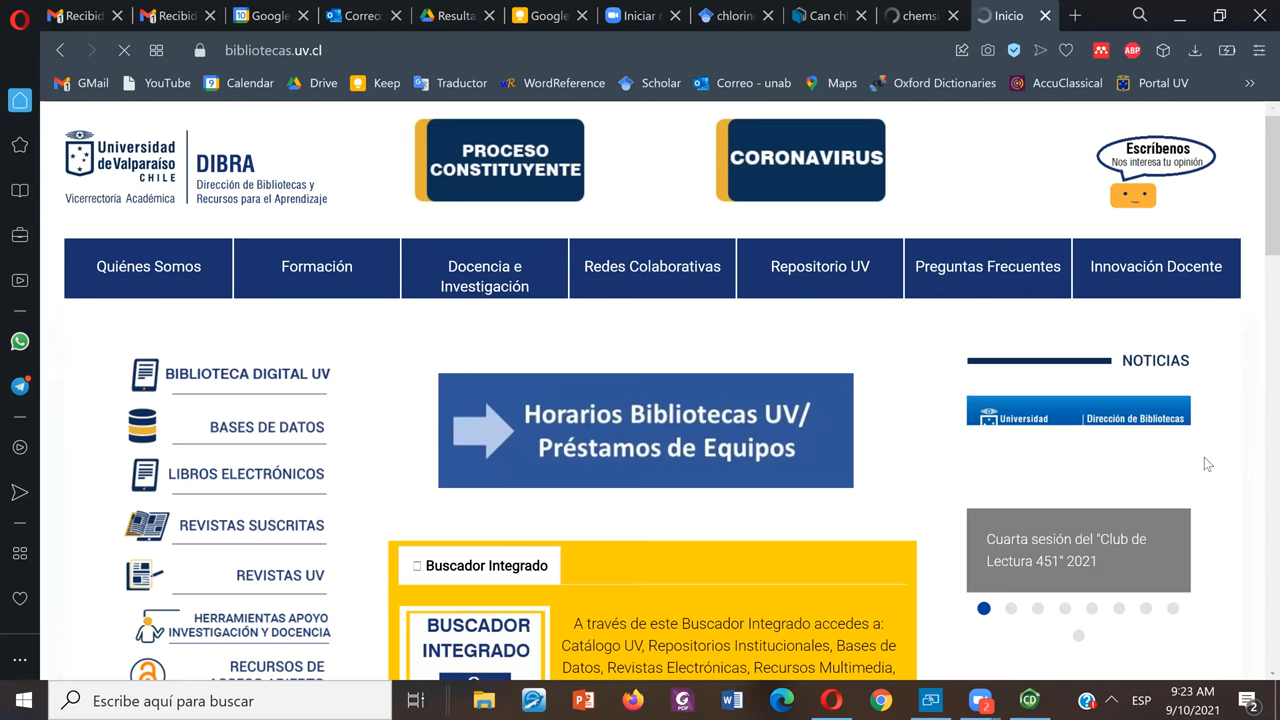 Recibid
Recibid
Google
Correo
Resulta
Google
Iniciar
chlorin
Can chl
chemsk
Inicio
bibliotecas.uv.cl
GMail
YouTube
Calendar
Drive
Keep
Traductor
WordReference
Scholar
Correo - unab
Maps
Oxford Dictionaries
AccuClassical
Portal UV
Universidad
de Valparaíso
CHILE
Vicerrectoría Académica
DIBRA
Dirección de Bibliotecas y
Recursos para el Aprendizaje
PROCESO
CONSTITUYENTE
CORONAVIRUS
Escríbenos
Nos interesa tu opinión
Quiénes Somos
Formación
Docencia e
Investigación
Redes Colaborativas
Repositorio UV
Preguntas Frecuentes
Innovación Docente
BIBLIOTECA DIGITAL UV
BASES DE DATOS
LIBROS ELECTRÓNICOS
REVISTAS SUSCRITAS
REVISTAS UV
HERRAMIENTAS APOYO
INVESTIGACIÓN Y DOCENCIA
RECURSOS DE
ACCESO ABIERTO
Horarios Bibliotecas UV/
Préstamos de Equipos
Buscador Integrado
BUSCADOR
INTEGRADO
A través de este Buscador Integrado accedes a:
Catálogo UV, Repositorios Institucionales, Bases de
Datos, Revistas Electrónicas, Recursos Multimedia,
NOTICIAS
Universidad
Dirección de Bibliotecas
Cuarta sesión del "Club de
Lectura 451" 2021
Escribe aquí para buscar
ESP
9:23 AM
9/10/2021